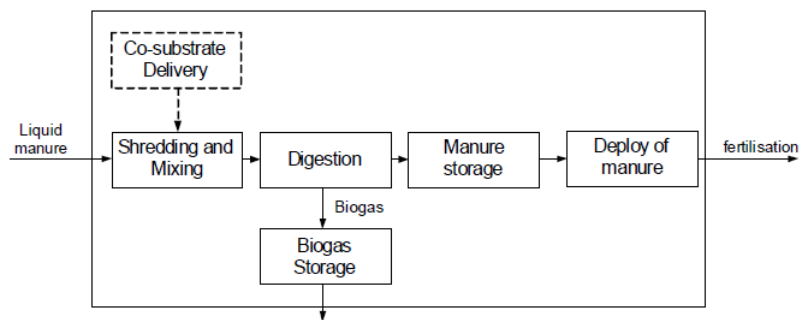 Co-substrate
Delivery
Liquid
manure
Shredding and
Mixing
Digestion
Manure
storage
Deploy of
manure
fertilisation
Biogas
Biogas
Storage